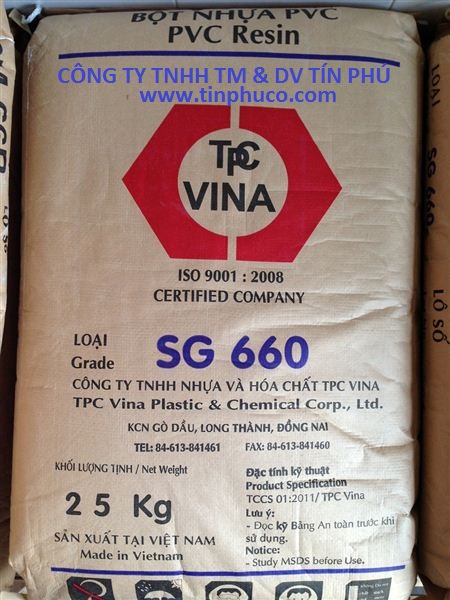 BỘT NHỰA PVC
PVC Resin
CÔNG TY TNHH TM & DV TÍN PHÚ
www.tinphuco.com
TPC
VINA
ISO 9001 : 2008
CERTIFIED COMPANY
LOẠI
Grade
SG 660
CÔNG TY TNHH NHỰA VÀ HÓA CHẤT TPC VINA
TPC Vina Plastic & Chemical Corp., Ltd.
KCN GÒ DẦU, LONG THÀNH, ĐỒNG NAI
TEL: 84-613-841461 FAX: 84-613-841460
KHỐI LƯỢNG TỊNH / Net Weight
25 Kg
SẢN XUẤT TẠI VIỆT NAM
Made in Vietnam
Đặc tính kỹ thuật
Product Specification
TCCS 01:2011/ TPC Vina
Lưu ý:
- Đọc kỹ Bảng An toàn trước khi
sử dụng.
Notice:
- Study MSDS before Use.
LOẠI
SG 660
LÔ SỐ
LÔ SỐ